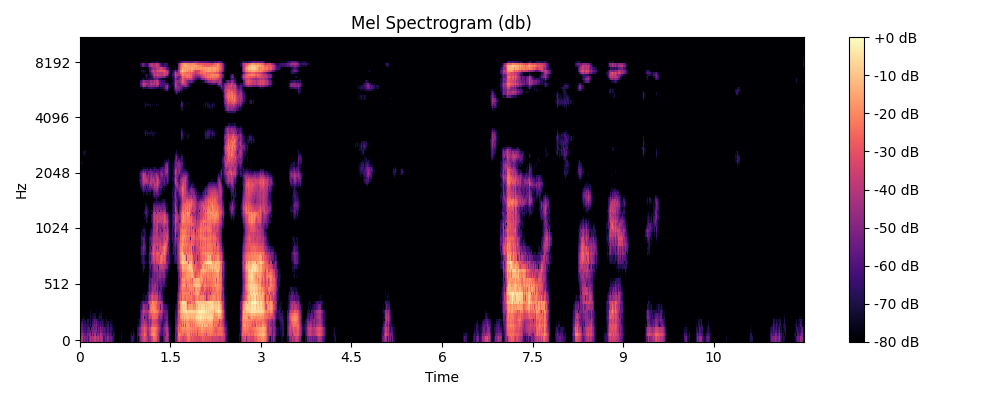 Mel Spectrogram (db)
8192
4096
2048
1024
512
0
Hz
0 1.5 3 4.5 6 7.5 9 10
Time
+0 dB
-10 dB
-20 dB
-30 dB
-40 dB
-50 dB
-60 dB
-70 dB
-80 dB